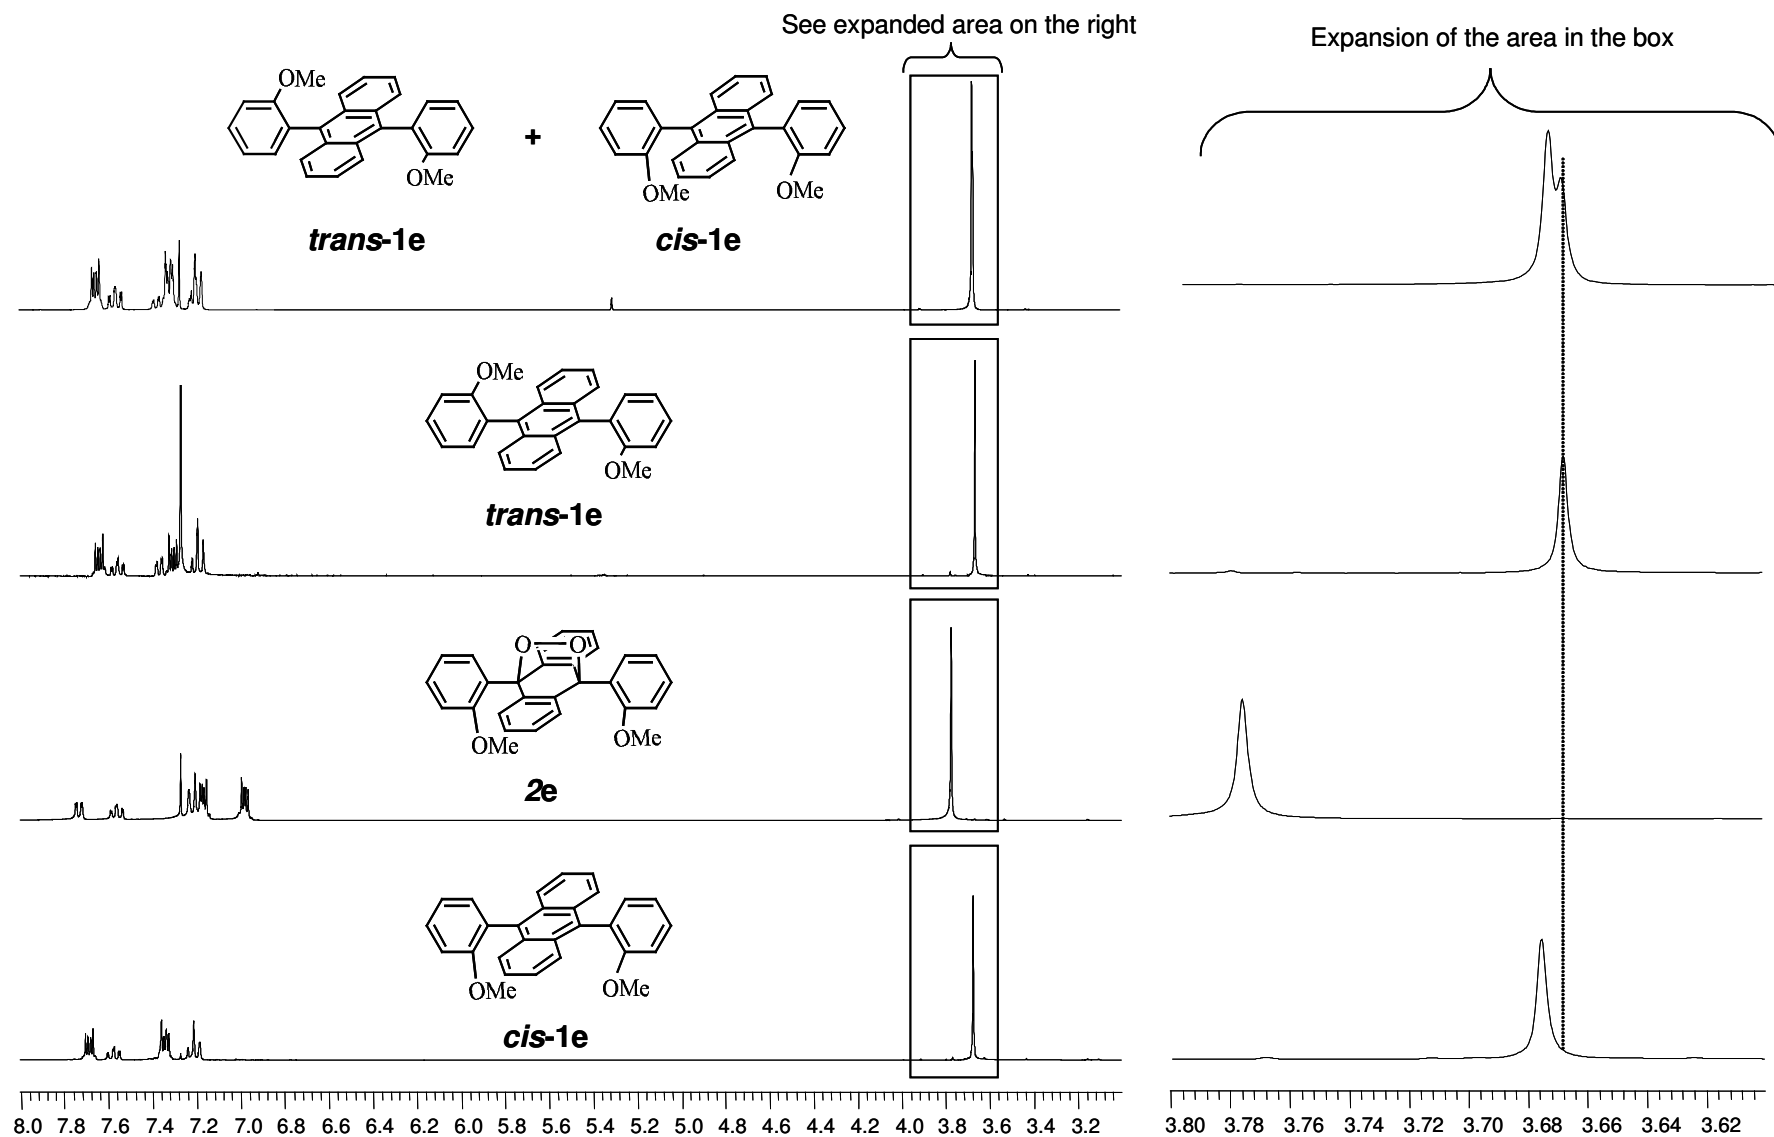 See expanded area on the right
Expansion of the area in the box
OMe
OMe
+
OMe
OMe
trans-1e
cis-1e
OMe
OMe
trans-1e
O
O
OMe
OMe
2e
OMe
OMe
cis-1e
8.0 7.8 7.6 7.4 7.2 7.0 6.8 6.6 6.4 6.2 6.0 5.8 5.6 5.4 5.2 5.0 4.8 4.6 4.4 4.2 4.0 3.8 3.6 3.4 3.2
3.80 3.78 3.76 3.74 3.72 3.70 3.68 3.66 3.64 3.62